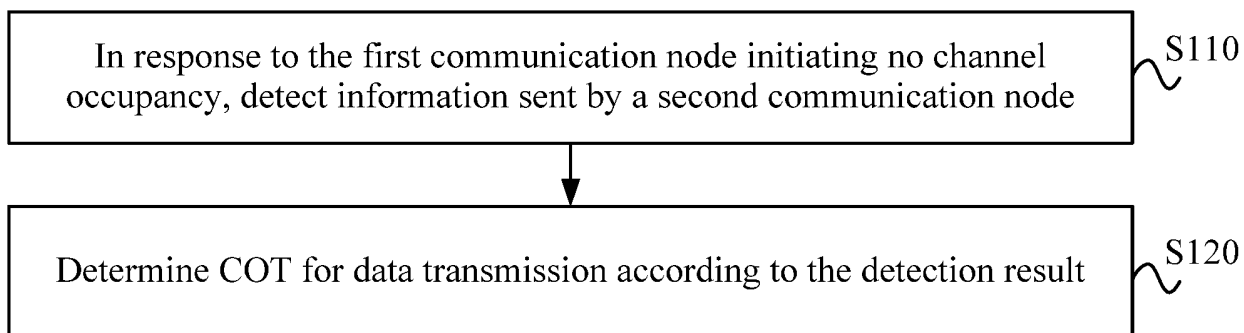 In response to the first communication node initiating no channel
occupancy, detect information sent by a second communication node
S110
Determine COT for data transmission according to the detection result
S120